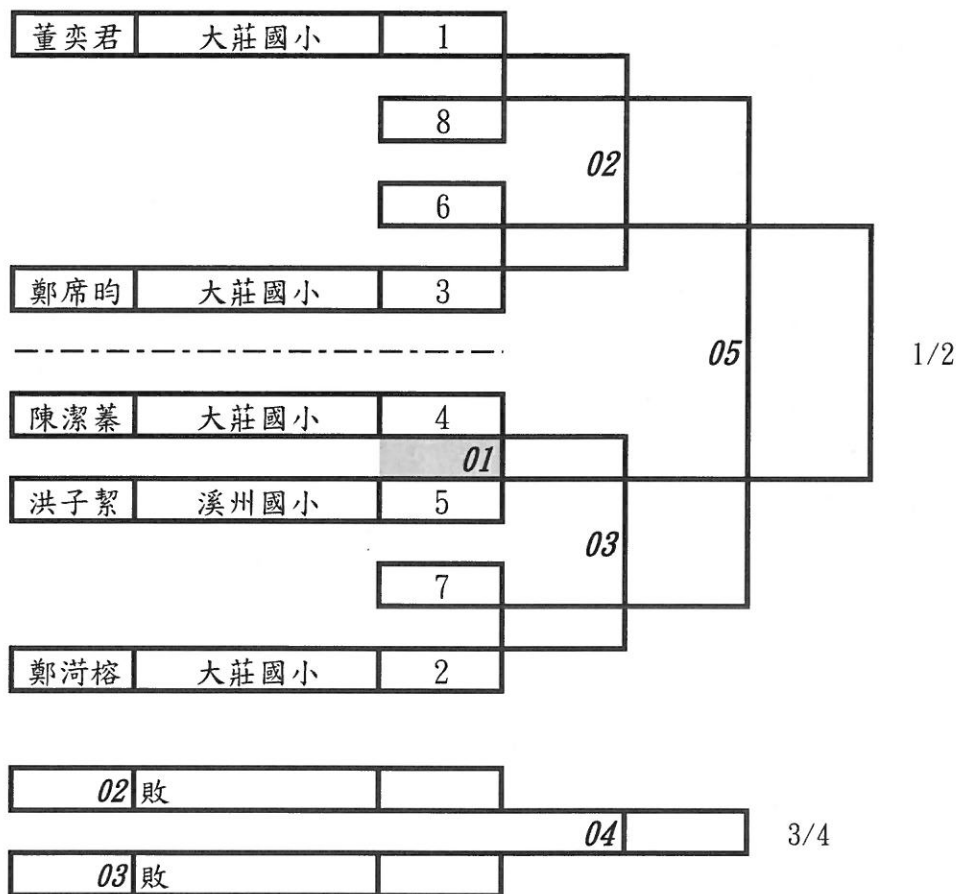 董奕君 大莊國小 1
8
02
6
鄭席昀 大莊國小 3
05 1/2
陳潔蓁 大莊國小 4
01
洪子絜 溪州國小 5
03
7
鄭渮榕 大莊國小 2
02 敗
04 3/4
03 敗